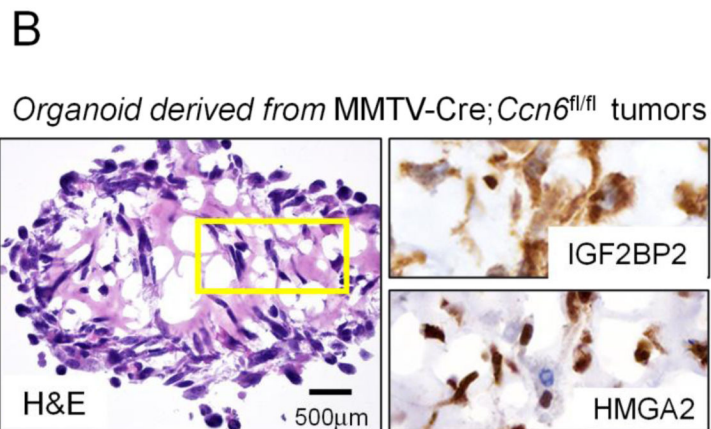 B
Organoid derived from MMTV-Cre;Ccn6fl/fl tumors
IGF2BP2
H&E
500μm
HMGA2